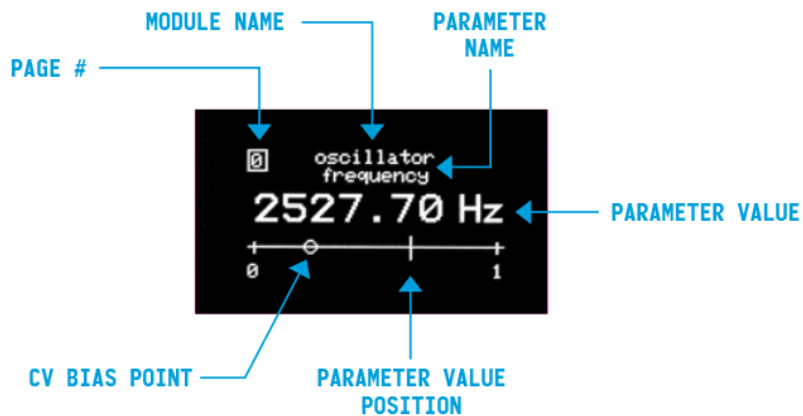 MODULE NAME
PARAMETER
NAME
PAGE #
0
oscillator
frequency
2527.70 Hz
PARAMETER VALUE
0
1
CV BIAS POINT
PARAMETER VALUE
POSITION